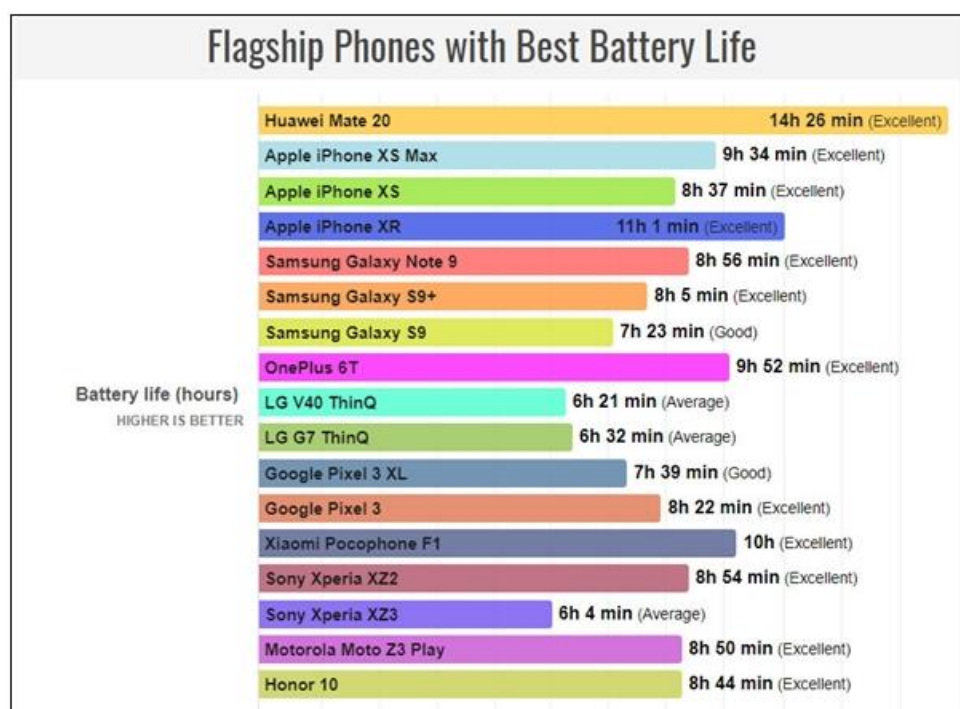 Flagship Phones with Best Battery Life
Huawei Mate 20 14h 26 min (Excellent)
Apple iPhone XS Max 9h 34 min (Excellent)
Apple iPhone XS 8h 37 min (Excellent)
Apple iPhone XR 11h 1 min (Excellent)
Samsung Galaxy Note 9 8h 56 min (Excellent)
Samsung Galaxy S9+ 8h 5 min (Excellent)
Samsung Galaxy S9 7h 23 min (Good)
OnePlus 6T 9h 52 min (Excellent)
Battery life (hours)
HIGHER IS BETTER
LG V40 ThinQ 6h 21 min (Average)
LG G7 ThinQ 6h 32 min (Average)
Google Pixel 3 XL 7h 39 min (Good)
Google Pixel 3 8h 22 min (Excellent)
Xiaomi Pocophone F1 10h (Excellent)
Sony Xperia XZ2 8h 54 min (Excellent)
Sony Xperia XZ3 6h 4 min (Average)
Motorola Moto Z3 Play 8h 50 min (Excellent)
Honor 10 8h 44 min (Excellent)